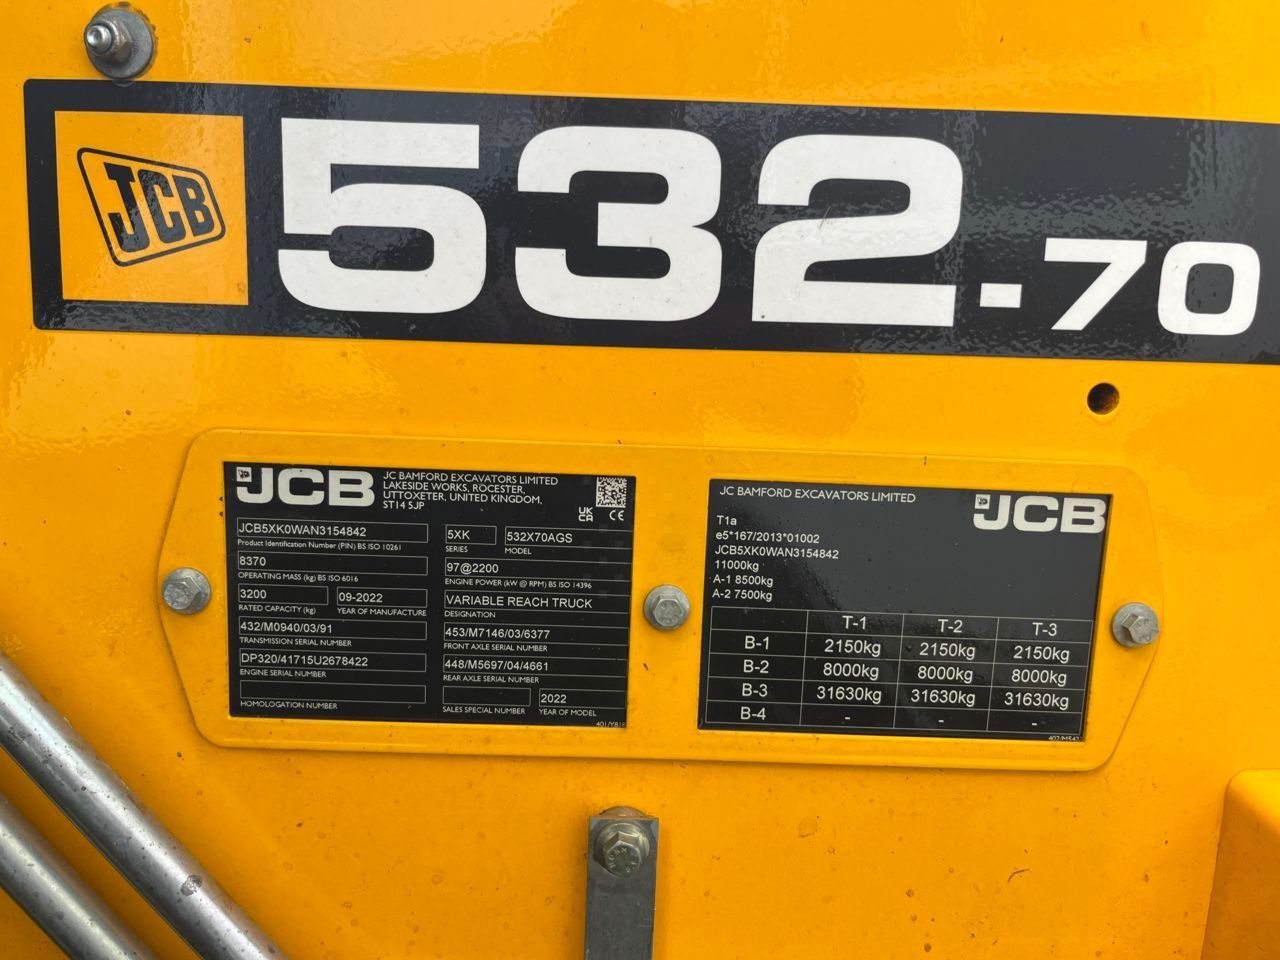 JCB 532-70
JCB
JC BAMFORD EXCAVATORS LIMITED
LAKESIDE WORKS, ROCESTER,
UTTOXETER, UNITED KINGDOM,
ST14 5JP
UK
CA CE
JCB5XK0WAN3154842
Product Identification Number (PIN) BS ISO 10261
5XK 532X70AGS
SERIES MODEL
8370
OPERATING MASS (kg) BS ISO 6016
97@2200
ENGINE POWER (kW @ RPM) BS ISO 14396
3200 09-2022
RATED CAPACITY (kg) YEAR OF MANUFACTURE
VARIABLE REACH TRUCK
DESIGNATION
432/M0940/03/91
TRANSMISSION SERIAL NUMBER
453/M7146/03/6377
FRONT AXLE SERIAL NUMBER
DP320/41715U2678422
ENGINE SERIAL NUMBER
448/M5697/04/4661
REAR AXLE SERIAL NUMBER
HOMOLOGATION NUMBER
2022
SALES SPECIAL NUMBER YEAR OF MODEL
JC BAMFORD EXCAVATORS LIMITED
JCB
T1a
e5*167/2013*01002
JCB5XK0WAN3154842
11000kg
A-1 8500kg
A-2 7500kg
T-1 T-2 T-3
B-1 2150kg 2150kg 2150kg
B-2 8000kg 8000kg 8000kg
B-3 31630kg 31630kg 31630kg
B-4 - - -